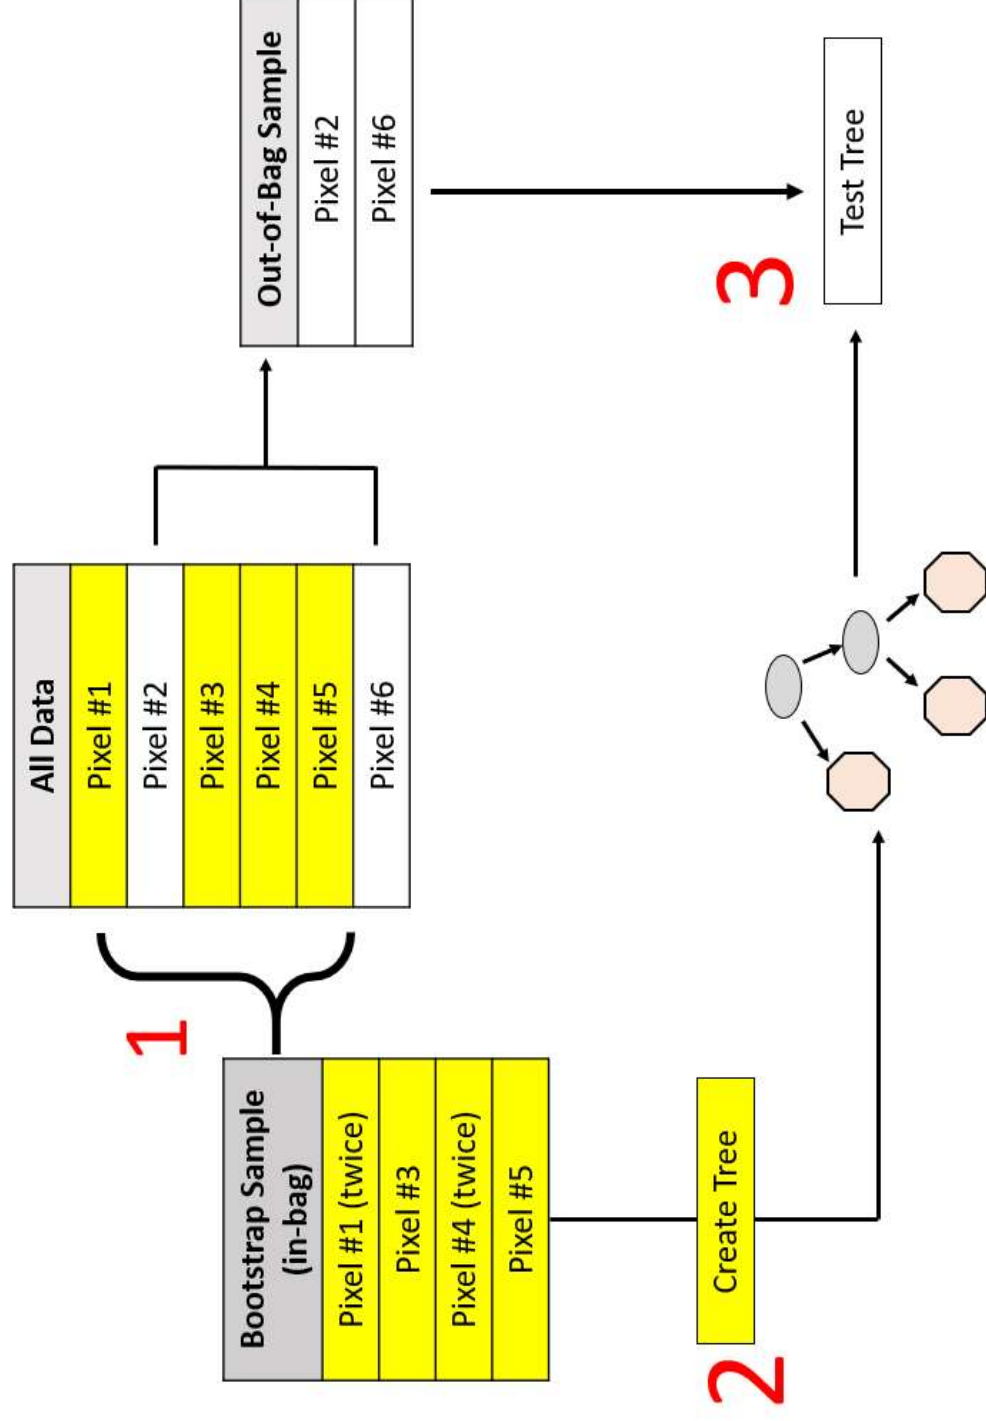 All Data
Pixel #1
Pixel #2
Pixel #3
Pixel #4
Pixel #5
Pixel #6
1
Bootstrap Sample
(in-bag)
Pixel #1 (twice)
Pixel #3
Pixel #4 (twice)
Pixel #5
Out-of-Bag Sample
Pixel #2
Pixel #6
2
Create Tree
3
Test Tree